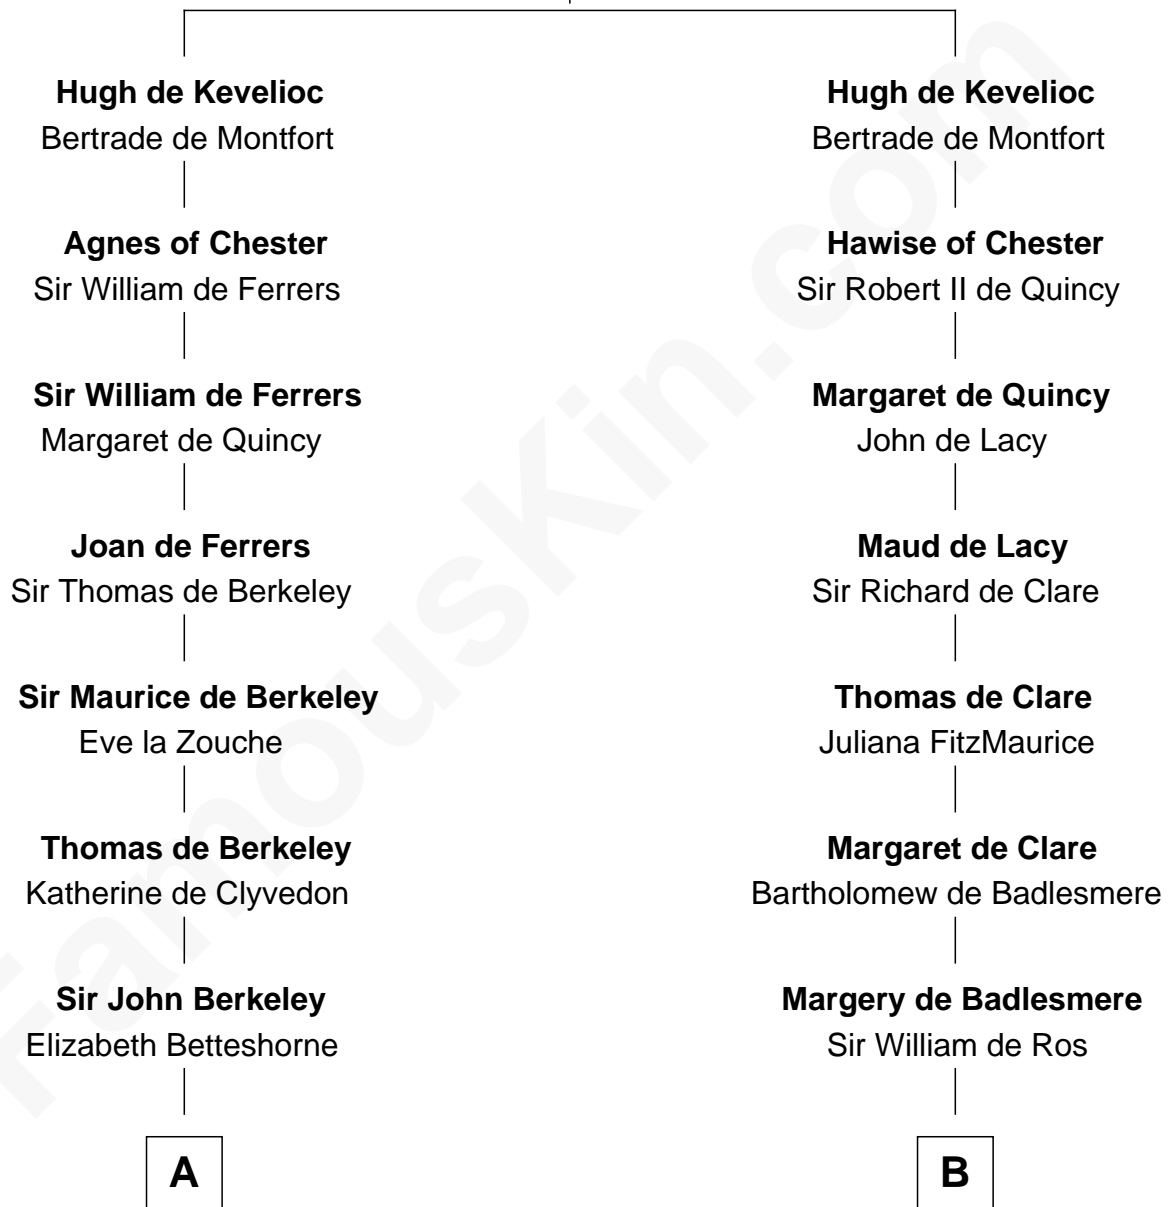 Hugh de Kevelioc
Bertrade de Montfort
Agnes of Chester
Sir William de Ferrers
Sir William de Ferrers
Margaret de Quincy
Joan de Ferrers
Sir Thomas de Berkeley
Sir Maurice de Berkeley
Eve la Zouche
Thomas de Berkeley
Katherine de Clyvedon
Sir John Berkeley
Elizabeth Betteshorne
A
Hugh de Kevelioc
Bertrade de Montfort
Hawise of Chester
Sir Robert II de Quincy
Margaret de Quincy
John de Lacy
Maud de Lacy
Sir Richard de Clare
Thomas de Clare
Juliana FitzMaurice
Margaret de Clare
Bartholomew de Badlesmere
Margery de Badlesmere
Sir William de Ros
B
FamousKin.com